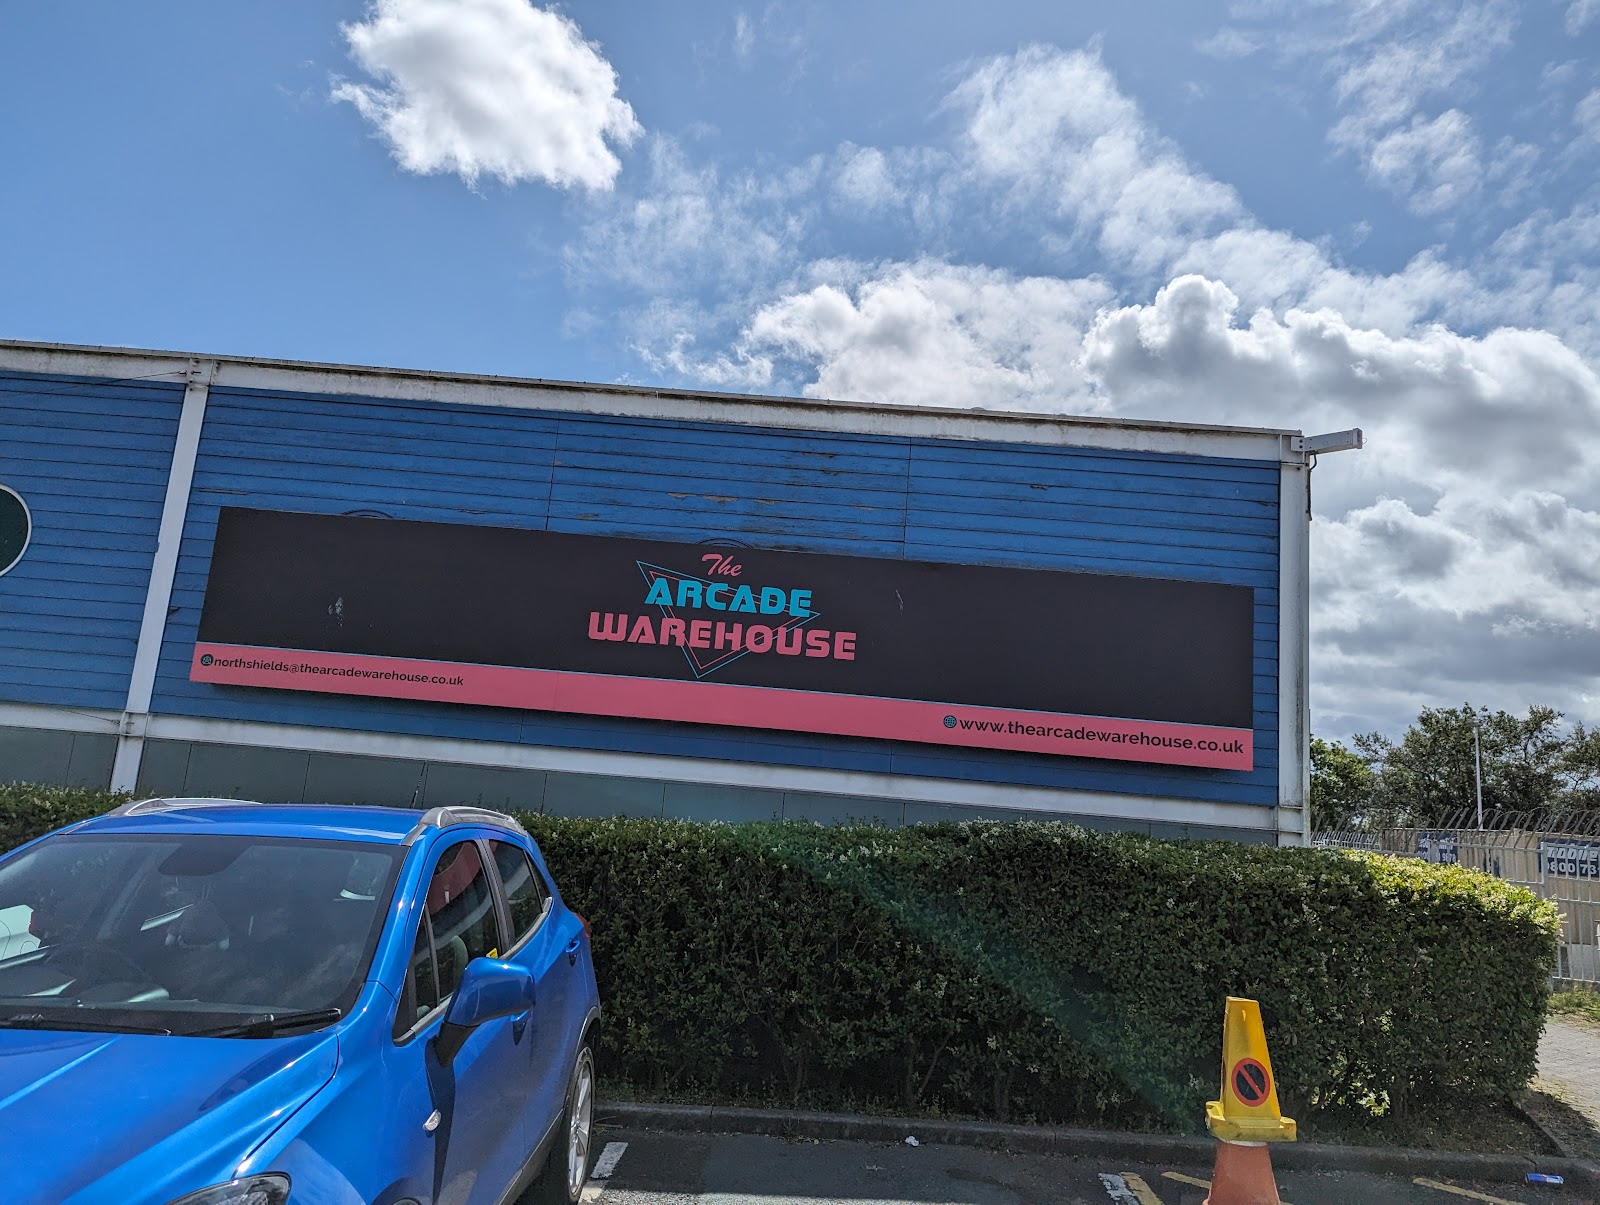 The
ARCADE
WAREHOUSE
northshields@thearcadewarehouse.co.uk
www.thearcadewarehouse.co.uk